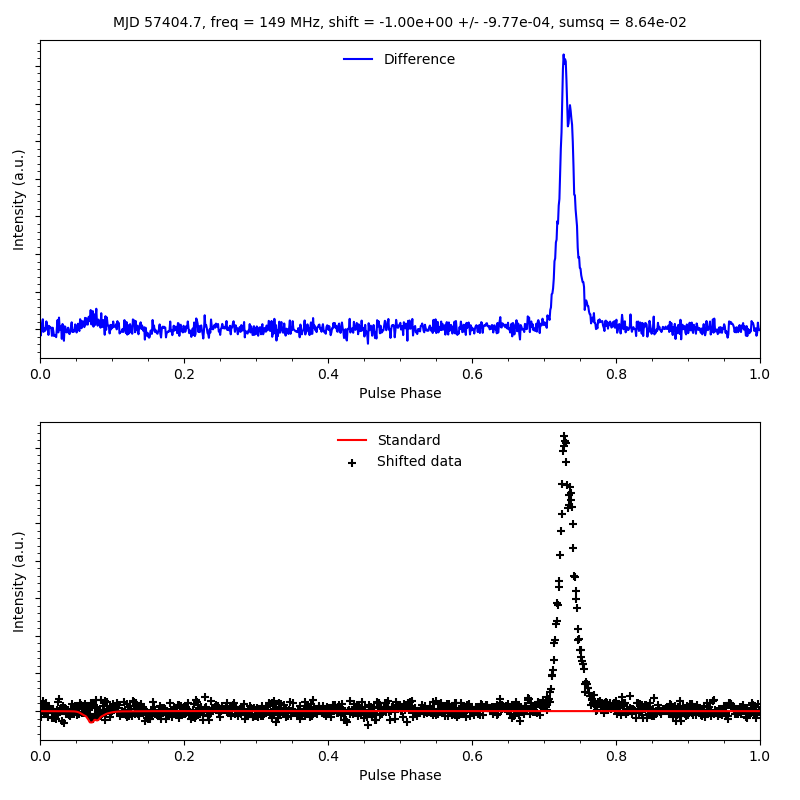 MJD 57404.7, freq = 149 MHz, shift = -1.00e+00 +/- -9.77e-04, sumsq = 8.64e-02
Difference
Intensity (a.u.)
0.0 0.2 0.4 0.6 0.8 1.0
Pulse Phase
Standard
Shifted data
Intensity (a.u.)
0.0 0.2 0.4 0.6 0.8 1.0
Pulse Phase